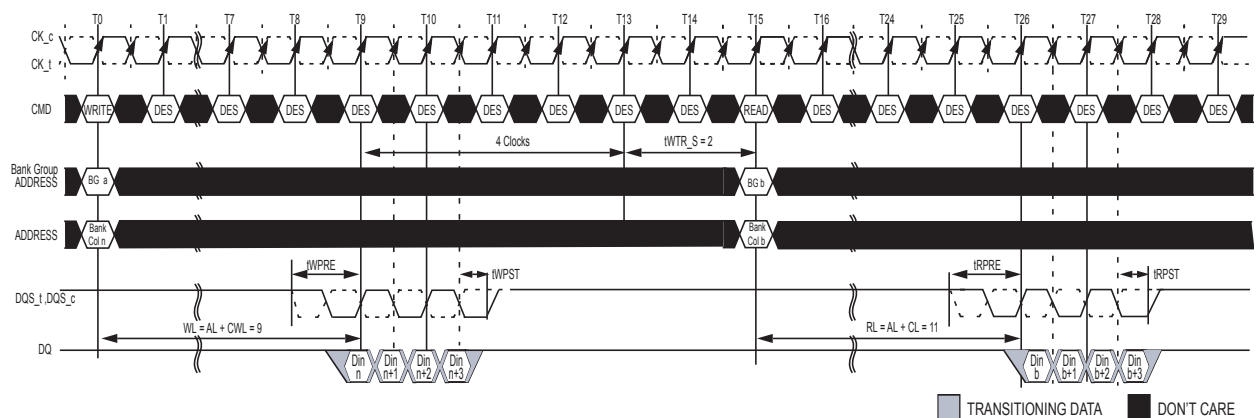 T0 T1 T7 T8 T9 T10 T11 T12 T13 T14 T15 T16 T24 T25 T26 T27 T28 T29
CK_c
CK_t
CMD WRITE DES DES DES DES DES DES DES DES DES READ DES DES DES DES DES DES DES
4 Clocks tWTR_S = 2
Bank Group
ADDRESS BG a BG b
ADDRESS Bank
Col n Bank
Col b
tWPRE tWPST tRPRE tRPST
DQS_t ,DQS_c
WL = AL + CWL = 9 RL = AL + CL = 11
DQ Din
n Din
n+1 Din
n+2 Din
n+3 Din
b Din
b+1 Din
b+2 Din
b+3
TRANSITIONING DATA DON'T CARE